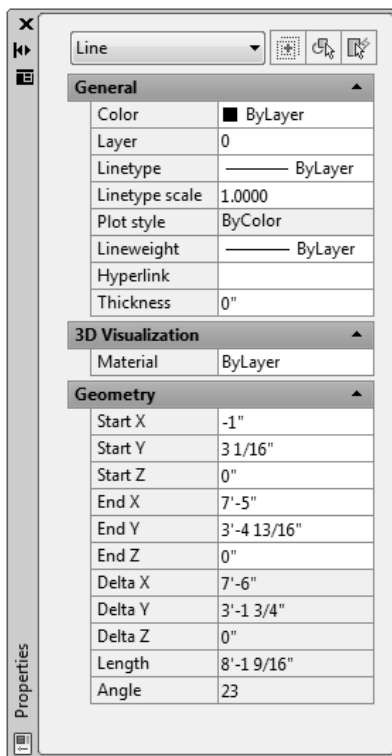 Line
General
Color ByLayer
Layer 0
Linetype ByLayer
Linetype scale 1.0000
Plot style ByColor
Lineweight ByLayer
Hyperlink
Thickness 0"
3D Visualization
Material ByLayer
Geometry
Start X -1"
Start Y 3 1/16"
Start Z 0"
End X 7'-5"
End Y 3'-4 13/16"
End Z 0"
Delta X 7'-6"
Delta Y 3'-1 3/4"
Delta Z 0"
Length 8'-1 9/16"
Angle 23
Properties